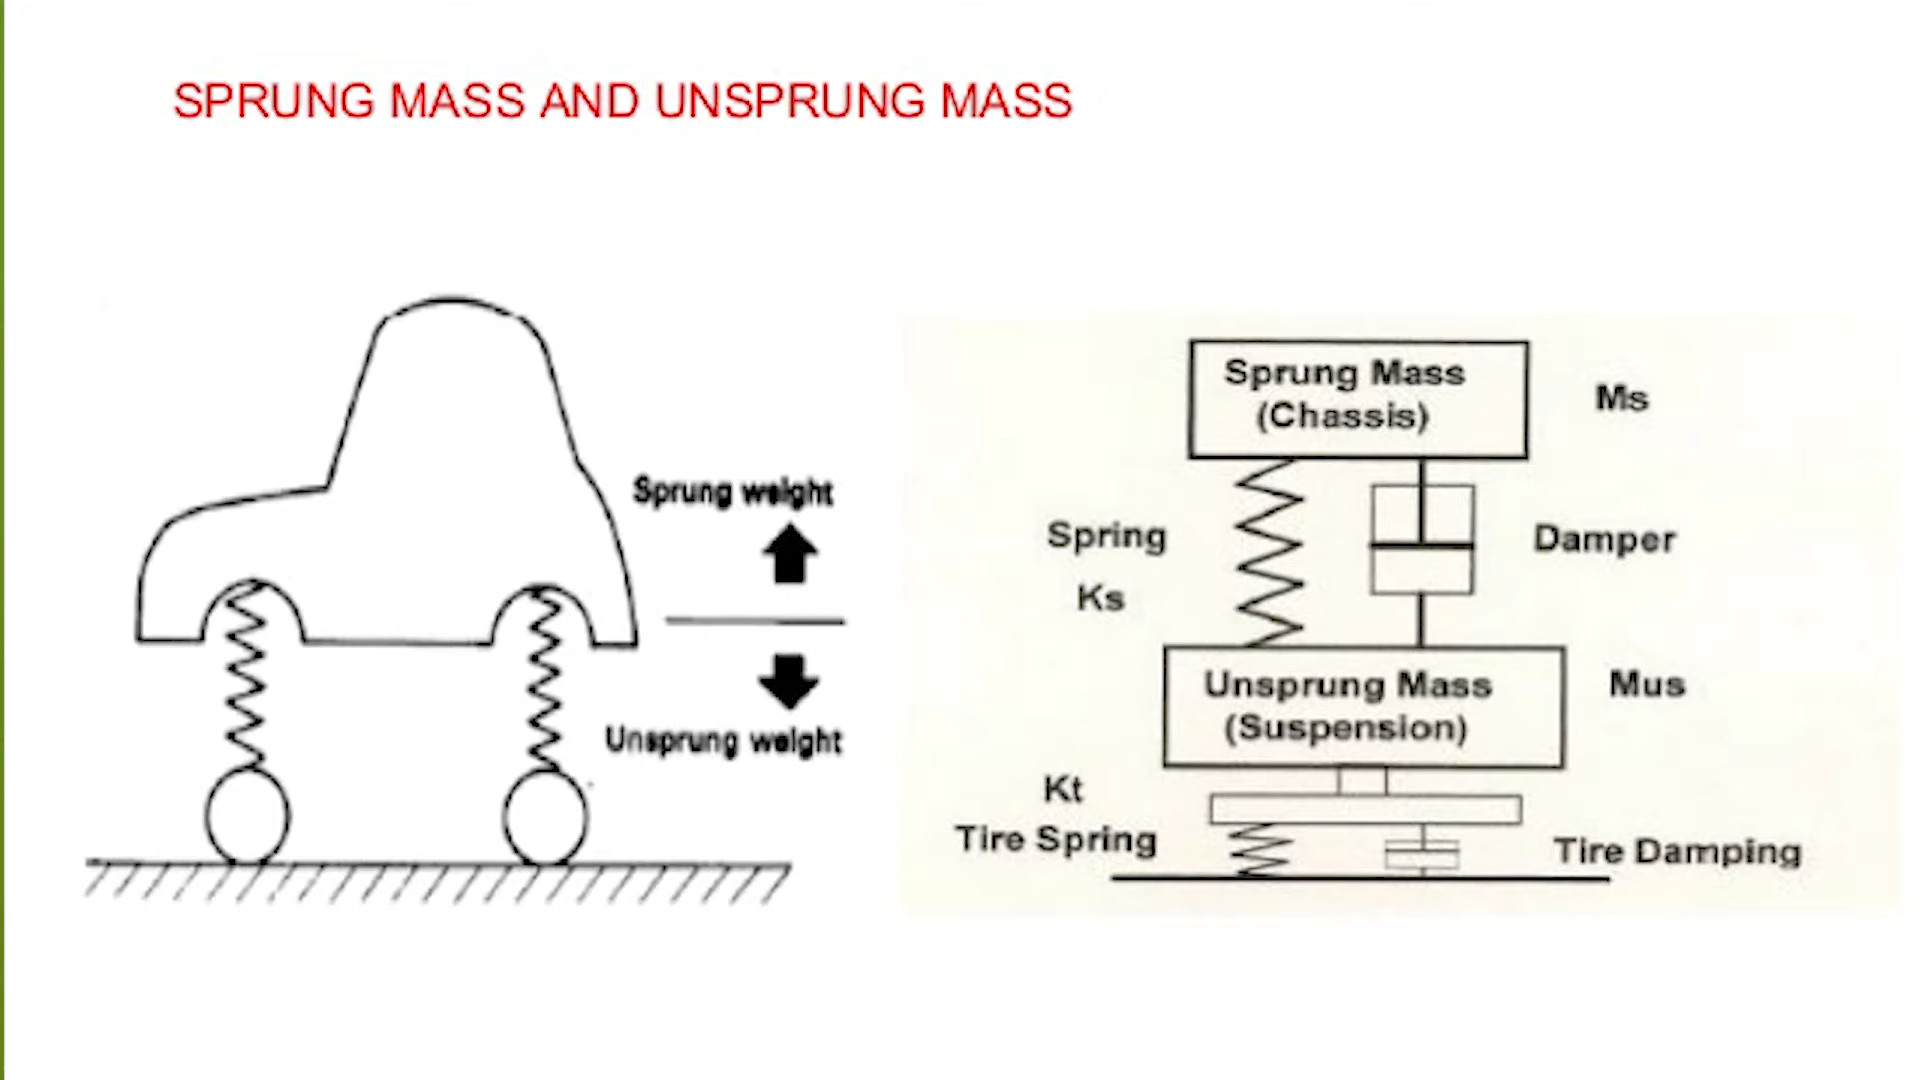 SPRUNG MASS AND UNSPRUNG MASS
Sprung weight
Unsprung weight
Sprung Mass
(Chassis)
Ms
Spring
Ks
Damper
Unsprung Mass
(Suspension)
Mus
Kt
Tire Spring
Tire Damping